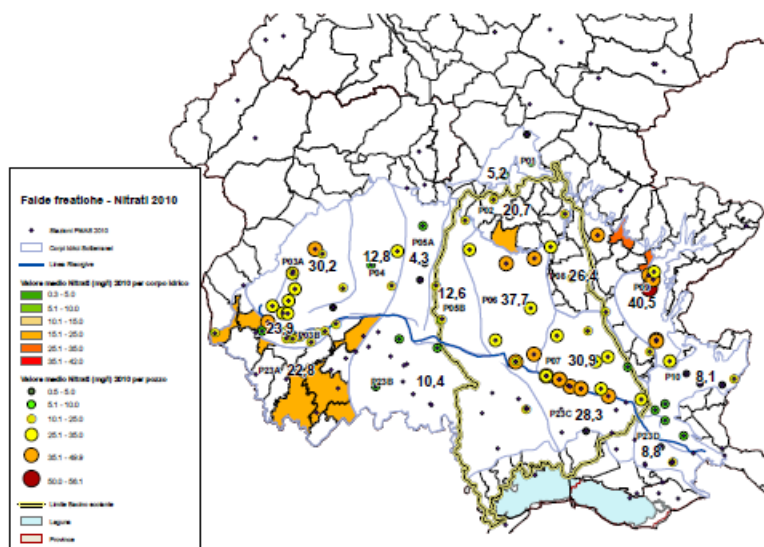 Falde freatiche - Nitrati 2010
Stazioni PMAS 2010
Corpi Idrici Sotterranei
Linea Risorgive
Valore medio Nitrati (mg/l) 2010 per corpo idrico
0.3 - 5.0
5.1 - 10.0
10.1 - 15.0
15.1 - 25.0
25.1 - 35.0
35.1 - 42.0
Valore medio Nitrati (mg/l) 2010 per pozzo
0.5 - 5.0
5.1 - 10.0
10.1 - 25.0
25.1 - 35.0
35.1 - 49.9
50.0 - 56.1
Limite Bacino scolante
Lagune
Province
P01
5,2
P02
20,7
P05A
P03A
30,2
12,8
P04
4,3
P08
26,4
P09
12,6
P05B
P06
37,7
40,5
23,9
P03B
P07
30,9
P10
8,1
P23A
22,8
P23B
10,4
P23C
28,3
P23D
8,8